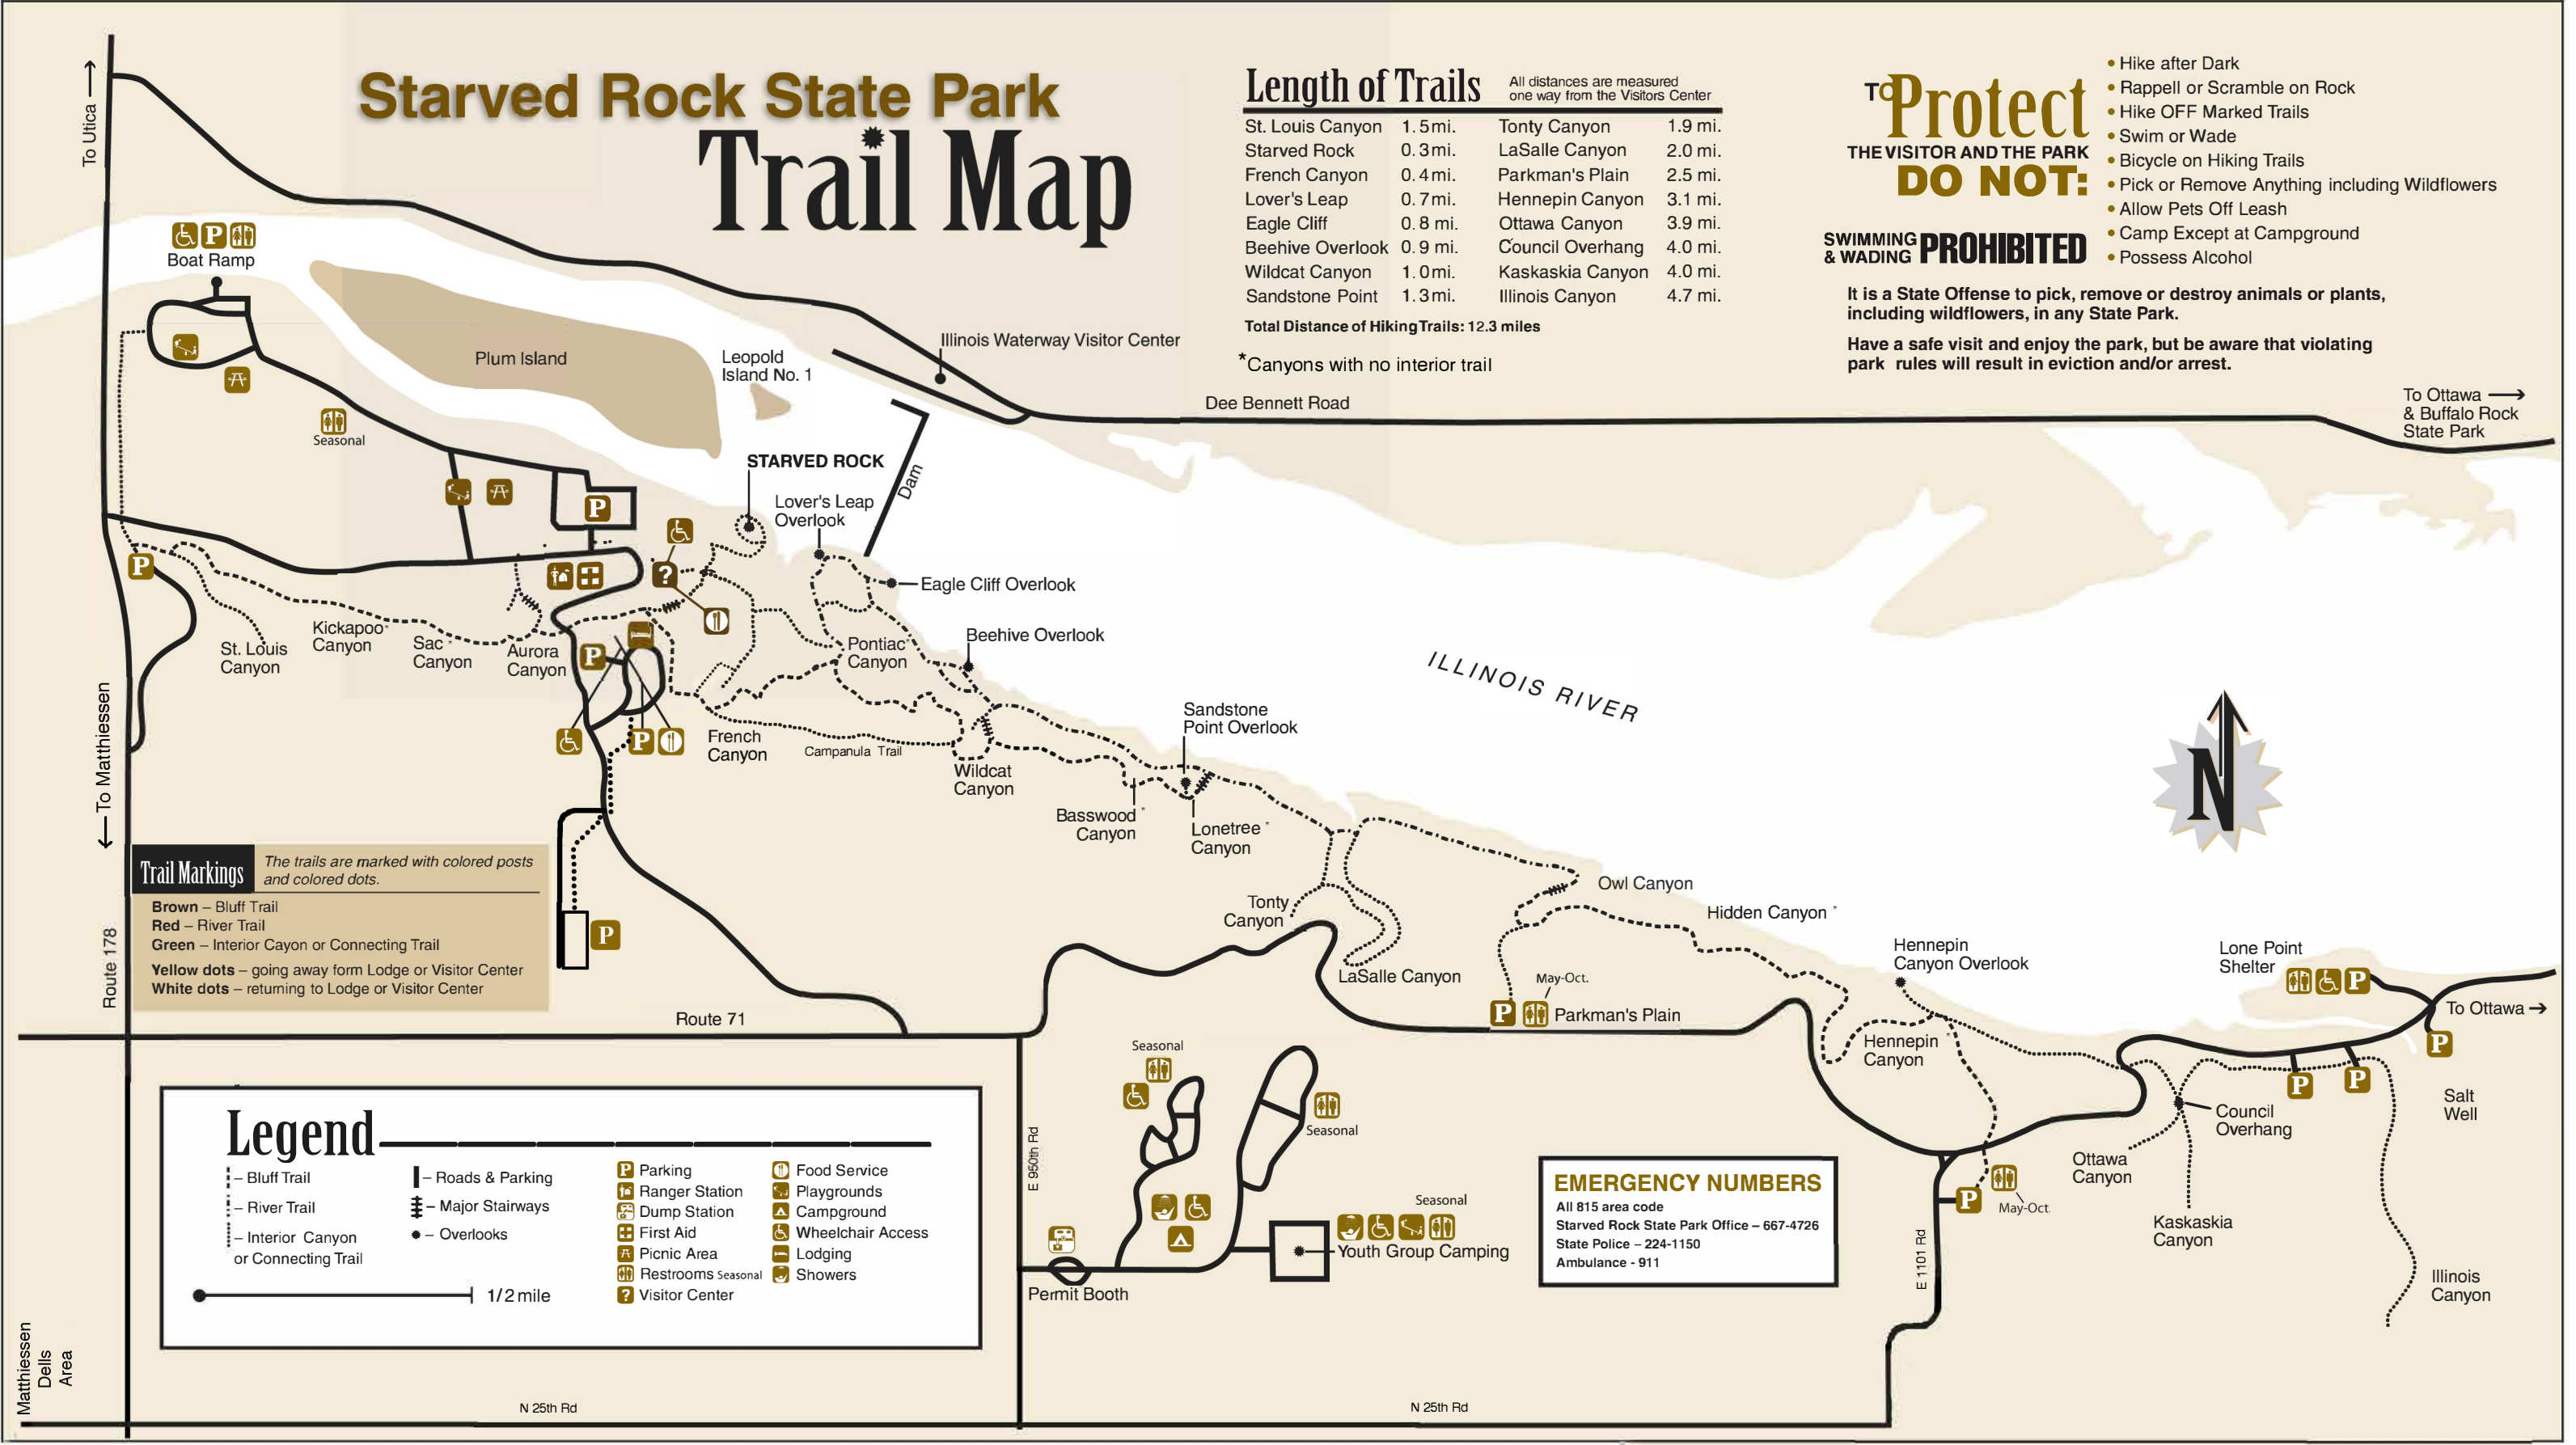 Starved Rock State Park
Trail Map
To Utica
Length of Trails
All distances are measured
one way from the Visitors Center
St. Louis Canyon 1.5mi. Tonty Canyon 1.9 mi.
Starved Rock 0.3mi. LaSalle Canyon 2.0 mi.
French Canyon 0.4mi. Parkman's Plain 2.5 mi.
Lover's Leap 0.7mi. Hennepin Canyon 3.1 mi.
Eagle Cliff 0.8 mi. Ottawa Canyon 3.9 mi.
Beehive Overlook 0.9 mi. Council Overhang 4.0 mi.
Wildcat Canyon 1.0mi. Kaskaskia Canyon 4.0 mi.
Sandstone Point 1.3mi. Illinois Canyon 4.7 mi.
Total Distance of Hiking Trails: 12.3 miles
*Canyons with no interior trail
TO Protect
THE VISITOR AND THE PARK
DO NOT:
• Hike after Dark
• Rappell or Scramble on Rock
• Hike OFF Marked Trails
• Swim or Wade
• Bicycle on Hiking Trails
• Pick or Remove Anything including Wildflowers
• Allow Pets Off Leash
• Camp Except at Campground
• Possess Alcohol
SWIMMING
& WADING PROHIBITED
It is a State Offense to pick, remove or destroy animals or plants,
including wildflowers, in any State Park.
Have a safe visit and enjoy the park, but be aware that violating
park rules will result in eviction and/or arrest.
To Ottawa
& Buffalo Rock
State Park
P
Boat Ramp
Plum Island
Leopold
Island No. 1
Illinois Waterway Visitor Center
Dee Bennett Road
Seasonal
STARVED ROCK
Dam
Lover's Leap
Overlook
P
P
?
Eagle Cliff Overlook
Beehive Overlook
St. Louis
Canyon
Kickapoo*
Canyon
Sac*
Canyon
Aurora
Canyon
P
Pontiac*
Canyon
ILLINOIS RIVER
N
Sandstone
Point Overlook
P
French
Canyon
Campanula Trail
Wildcat
Canyon
Basswood*
Canyon
Lonetree*
Canyon
To Matthiessen
Route 178
Trail Markings
The trails are marked with colored posts
and colored dots.
Brown – Bluff Trail
Red – River Trail
Green – Interior Cayon or Connecting Trail
Yellow dots – going away form Lodge or Visitor Center
White dots – returning to Lodge or Visitor Center
P
Tonty
Canyon
LaSalle Canyon
Owl Canyon
Hidden Canyon*
Hennepin
Canyon Overlook
Lone Point
Shelter
P
To Ottawa
P
Route 71
May-Oct.
P
Parkman's Plain
Hennepin
Canyon
P
P
Salt
Well
Council
Overhang
Ottawa
Canyon
Kaskaskia
Canyon
Illinois
Canyon
P
May-Oct.
E 1101 Rd
Seasonal
Seasonal
E 950th Rd
Seasonal
Youth Group Camping
Permit Booth
EMERGENCY NUMBERS
All 815 area code
Starved Rock State Park Office – 667-4726
State Police – 224-1150
Ambulance - 911
Legend
– Bluff Trail
– River Trail
– Interior Canyon
or Connecting Trail
– Roads & Parking
– Major Stairways
– Overlooks
1/2 mile
P Parking
Ranger Station
Dump Station
First Aid
Picnic Area
Restrooms Seasonal
? Visitor Center
Food Service
Playgrounds
Campground
Wheelchair Access
Lodging
Showers
Matthiessen
Dells
Area
N 25th Rd
N 25th Rd